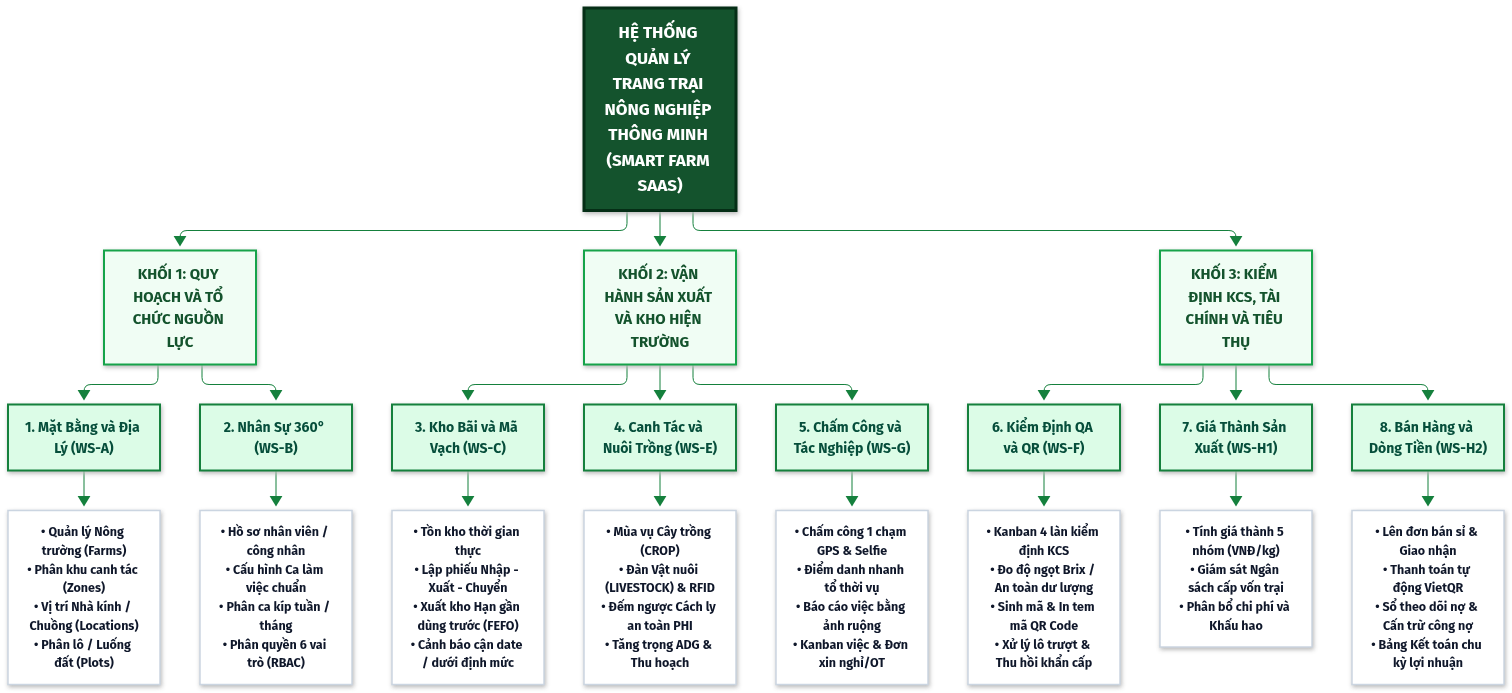 HỆ THỐNG
QUẢN LÝ
TRANG TRẠI
NÔNG NGHIỆP
THÔNG MINH
(SMART FARM
SAAS)
KHỐI 1: QUY
HOẠCH VÀ TỔ
CHỨC NGUỒN
LỰC
KHỐI 2: VẬN
HÀNH SẢN XUẤT
VÀ KHO HIỆN
TRƯỜNG
KHỐI 3: KIỂM
ĐỊNH KCS, TÀI
CHÍNH VÀ TIÊU
THỤ
1. Mặt Bằng và Địa
Lý (WS-A)
2. Nhân Sự 360°
(WS-B)
3. Kho Bãi và Mã
Vạch (WS-C)
4. Canh Tác và
Nuôi Trồng (WS-E)
5. Chấm Công và
Tác Nghiệp (WS-G)
6. Kiểm Định QA
và QR (WS-F)
7. Giá Thành Sản
Xuất (WS-H1)
8. Bán Hàng và
Dòng Tiền (WS-H2)
• Quản lý Nông
trường (Farms)
• Phân khu canh tác
(Zones)
• Vị trí Nhà kính /
Chuồng (Locations)
• Phân lô / Luống
đất (Plots)
• Hồ sơ nhân viên /
công nhân
• Cấu hình Ca làm
việc chuẩn
• Phân ca kíp tuần /
tháng
• Phân quyền 6 vai
trò (RBAC)
• Tồn kho thời gian
thực
• Lập phiếu Nhập -
Xuất - Chuyển
• Xuất kho Hạn gần
dùng trước (FEFO)
• Cảnh báo cận date
/ dưới định mức
• Mùa vụ Cây trồng
(CROP)
• Đàn Vật nuôi
(LIVESTOCK) & RFID
• Đếm ngược Cách ly
an toàn PHI
• Tăng trọng ADG &
Thu hoạch
• Chấm công 1 chạm
GPS & Selfie
• Điểm danh nhanh
tổ thời vụ
• Báo cáo việc bằng
ảnh ruộng
• Kanban việc & Đơn
xin nghỉ/OT
• Kanban 4 làn kiểm
định KCS
• Đo độ ngọt Brix /
An toàn dư lượng
• Sinh mã & In tem
mã QR Code
• Xử lý lô trượt &
Thu hồi khẩn cấp
• Tính giá thành 5
nhóm (VNĐ/kg)
• Giám sát Ngân
sách cấp vốn trại
• Phân bổ chi phí và
Khấu hao
• Lên đơn bán sỉ &
Giao nhận
• Thanh toán tự
động VietQR
• Sổ theo dõi nợ &
Cấn trừ công nợ
• Bảng Kết toán chu
kỳ lợi nhuận